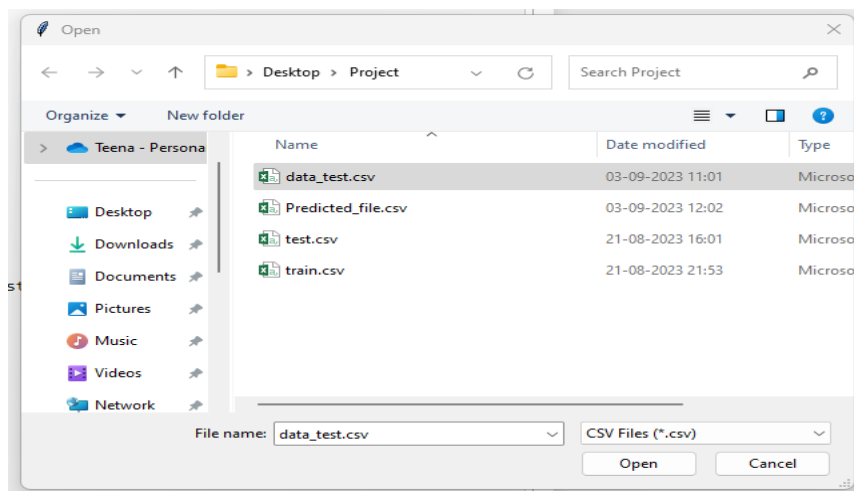 Open
Desktop > Project
Search Project
Organize
New folder
?
Teena - Persona
Name
Date modified
Type
data_test.csv 03-09-2023 11:01 Microso
Predicted_file.csv 03-09-2023 12:02 Microso
test.csv 21-08-2023 16:01 Microso
train.csv 21-08-2023 21:53 Microso
Desktop
Downloads
Documents
Pictures
Music
Videos
Network
st
File name: data_test.csv
CSV Files (*.csv)
Open
Cancel